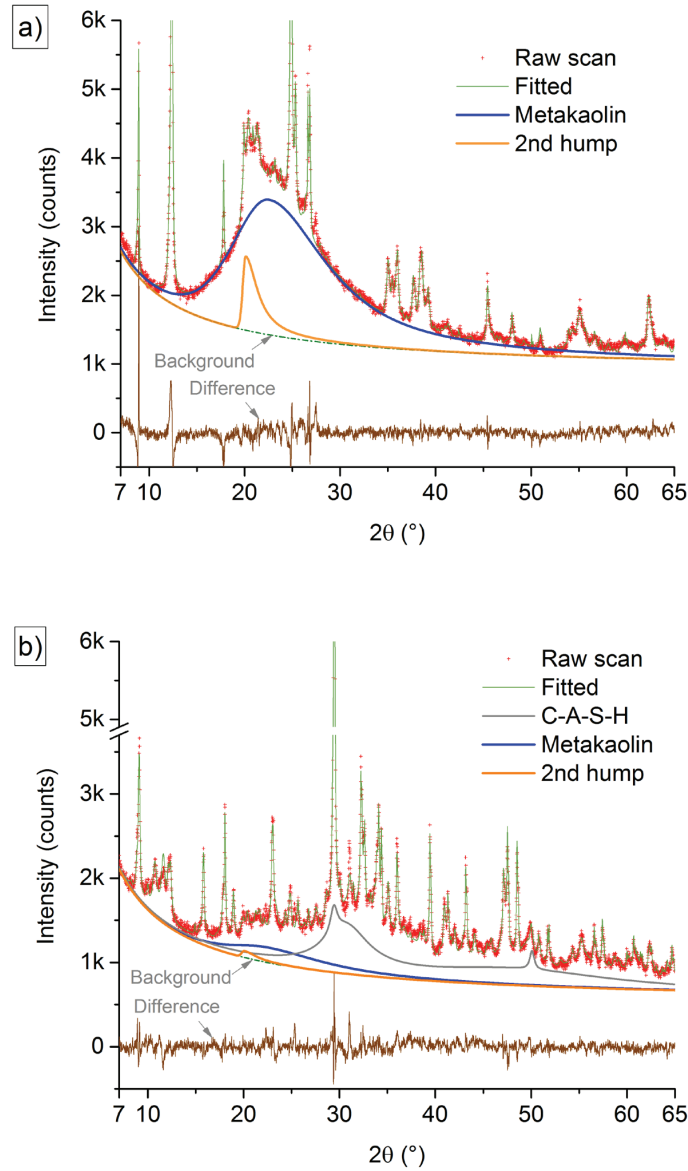 a)
6k
5k
4k
3k
2k
1k
0
Intensity (counts)
Raw scan
Fitted
Metakaolin
2nd hump
Background
Difference
7 10 20 30 40 50 60 65
2θ (°)
b)
6k
5k
3k
2k
1k
0
Intensity (counts)
Raw scan
Fitted
C-A-S-H
Metakaolin
2nd hump
Background
Difference
7 10 20 30 40 50 60 65
2θ (°)